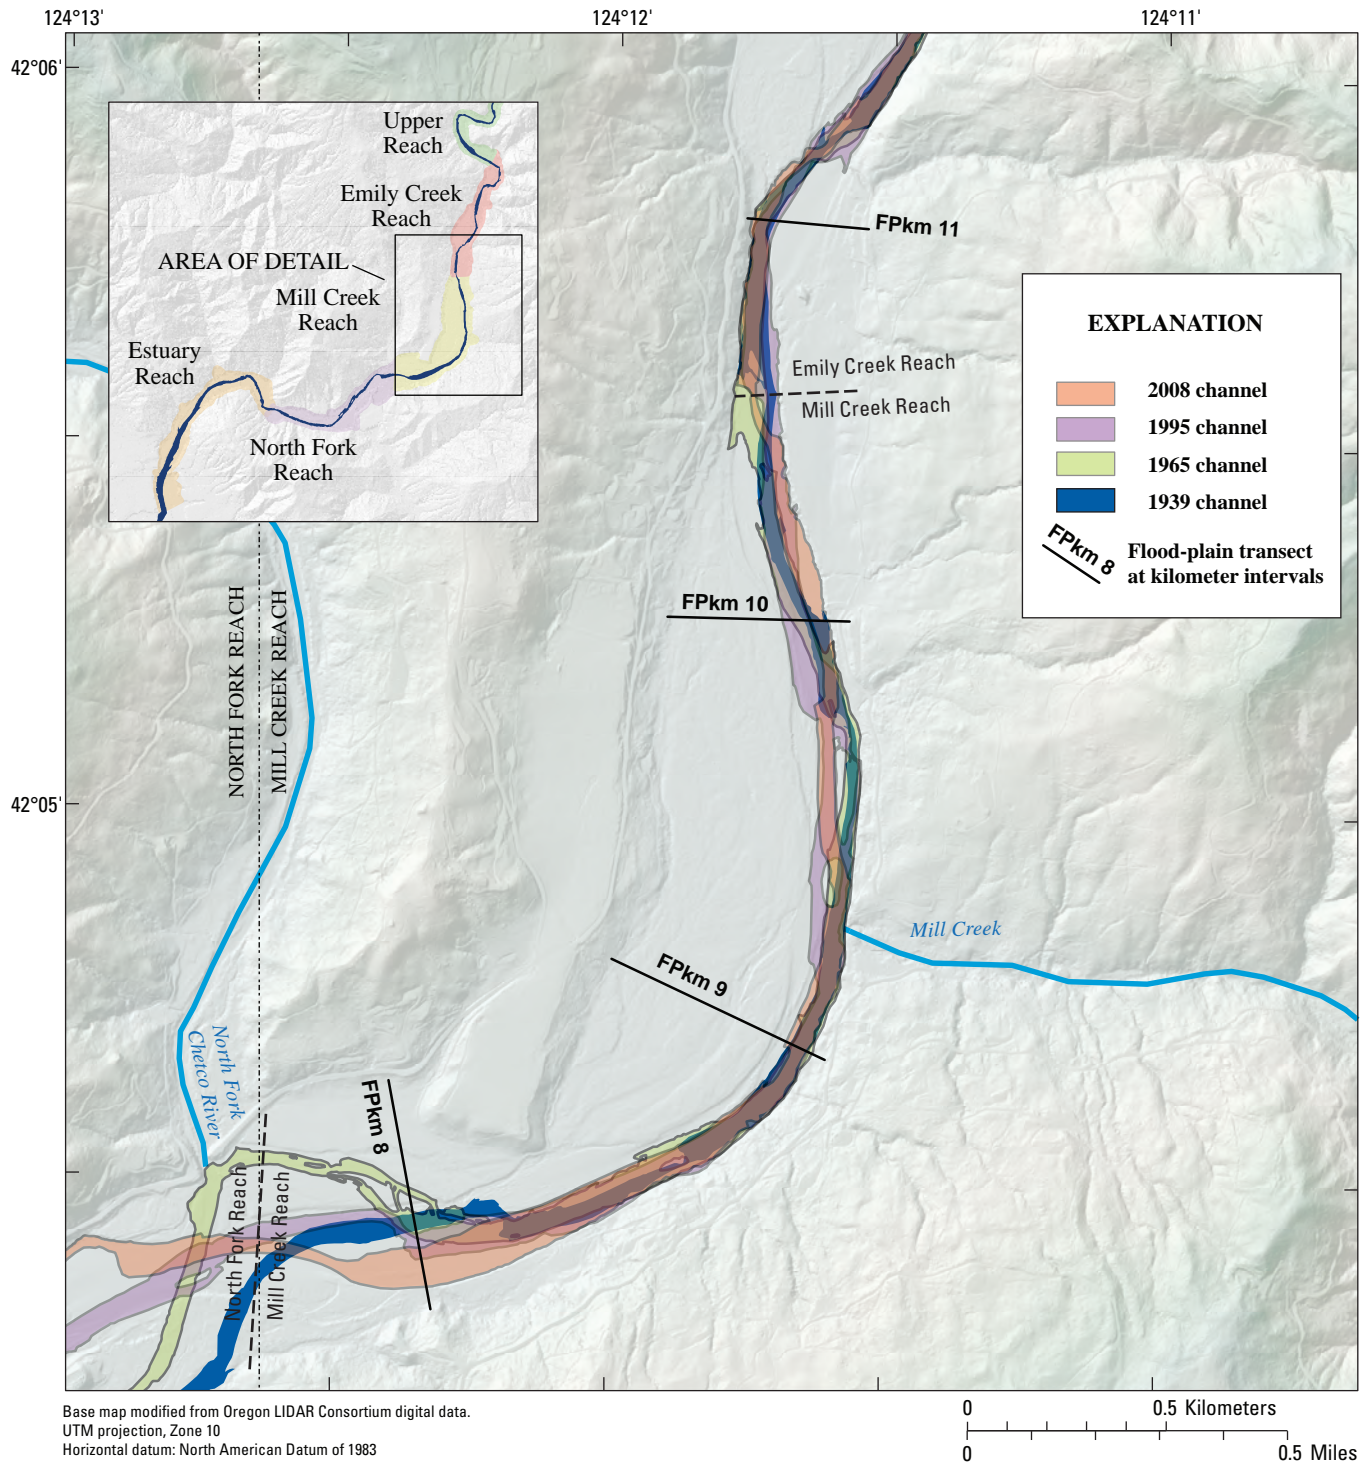 124°13'
124°12'
124°11'
42°06'
Upper
Reach
Emily Creek
Reach
AREA OF DETAIL
Mill Creek
Reach
Estuary
Reach
North Fork
Reach
FPkm 11
Emily Creek Reach
Mill Creek Reach
EXPLANATION
2008 channel
1995 channel
1965 channel
1939 channel
FPkm 8
Flood-plain transect
at kilometer intervals
FPkm 10
NORTH FORK REACH
MILL CREEK REACH
42°05'
Mill Creek
FPkm 9
North Fork
Chetco River
FPkm 8
North Fork Reach
Mill Creek Reach
Base map modified from Oregon LIDAR Consortium digital data.
UTM projection, Zone 10
Horizontal datum: North American Datum of 1983
0 0.5 Kilometers
0 0.5 Miles